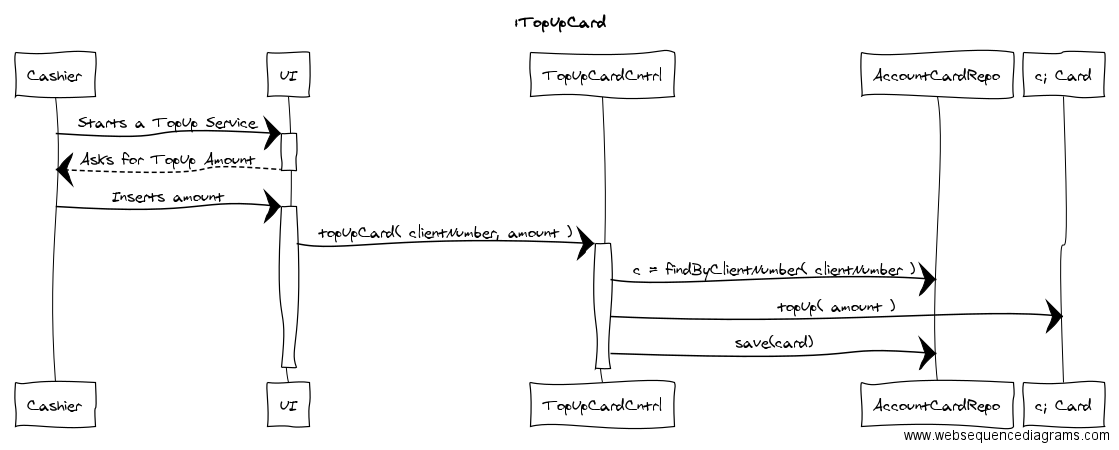 iTopUpCard
Cashier UI TopUpCardCntrl AccountCardRepo c; Card
Starts a TopUp Service
Asks for TopUp Amount
Inserts amount
topUpCard( clientNumber, amount )
c = findByClientNumber( clientNumber )
topUp( amount )
save(card)
Cashier UI TopUpCardCntrl AccountCardRepo c; Card
www.websequencediagrams.com